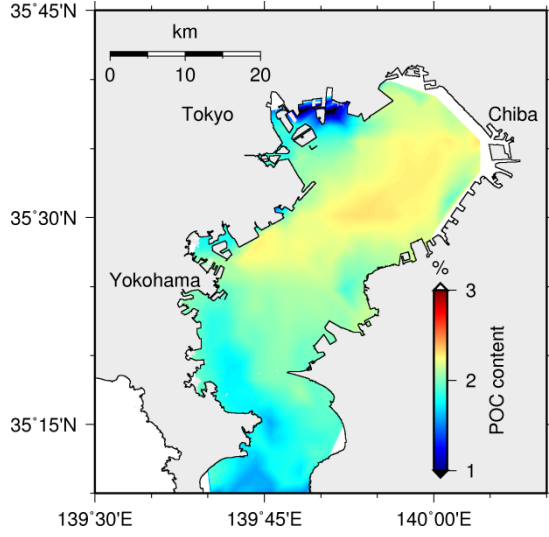 35˚45'N
km
0 10 20
Tokyo
Chiba
35˚30'N
Yokohama
%
3
2
1
POC content
35˚15'N
139˚30'E 139˚45'E 140˚00'E